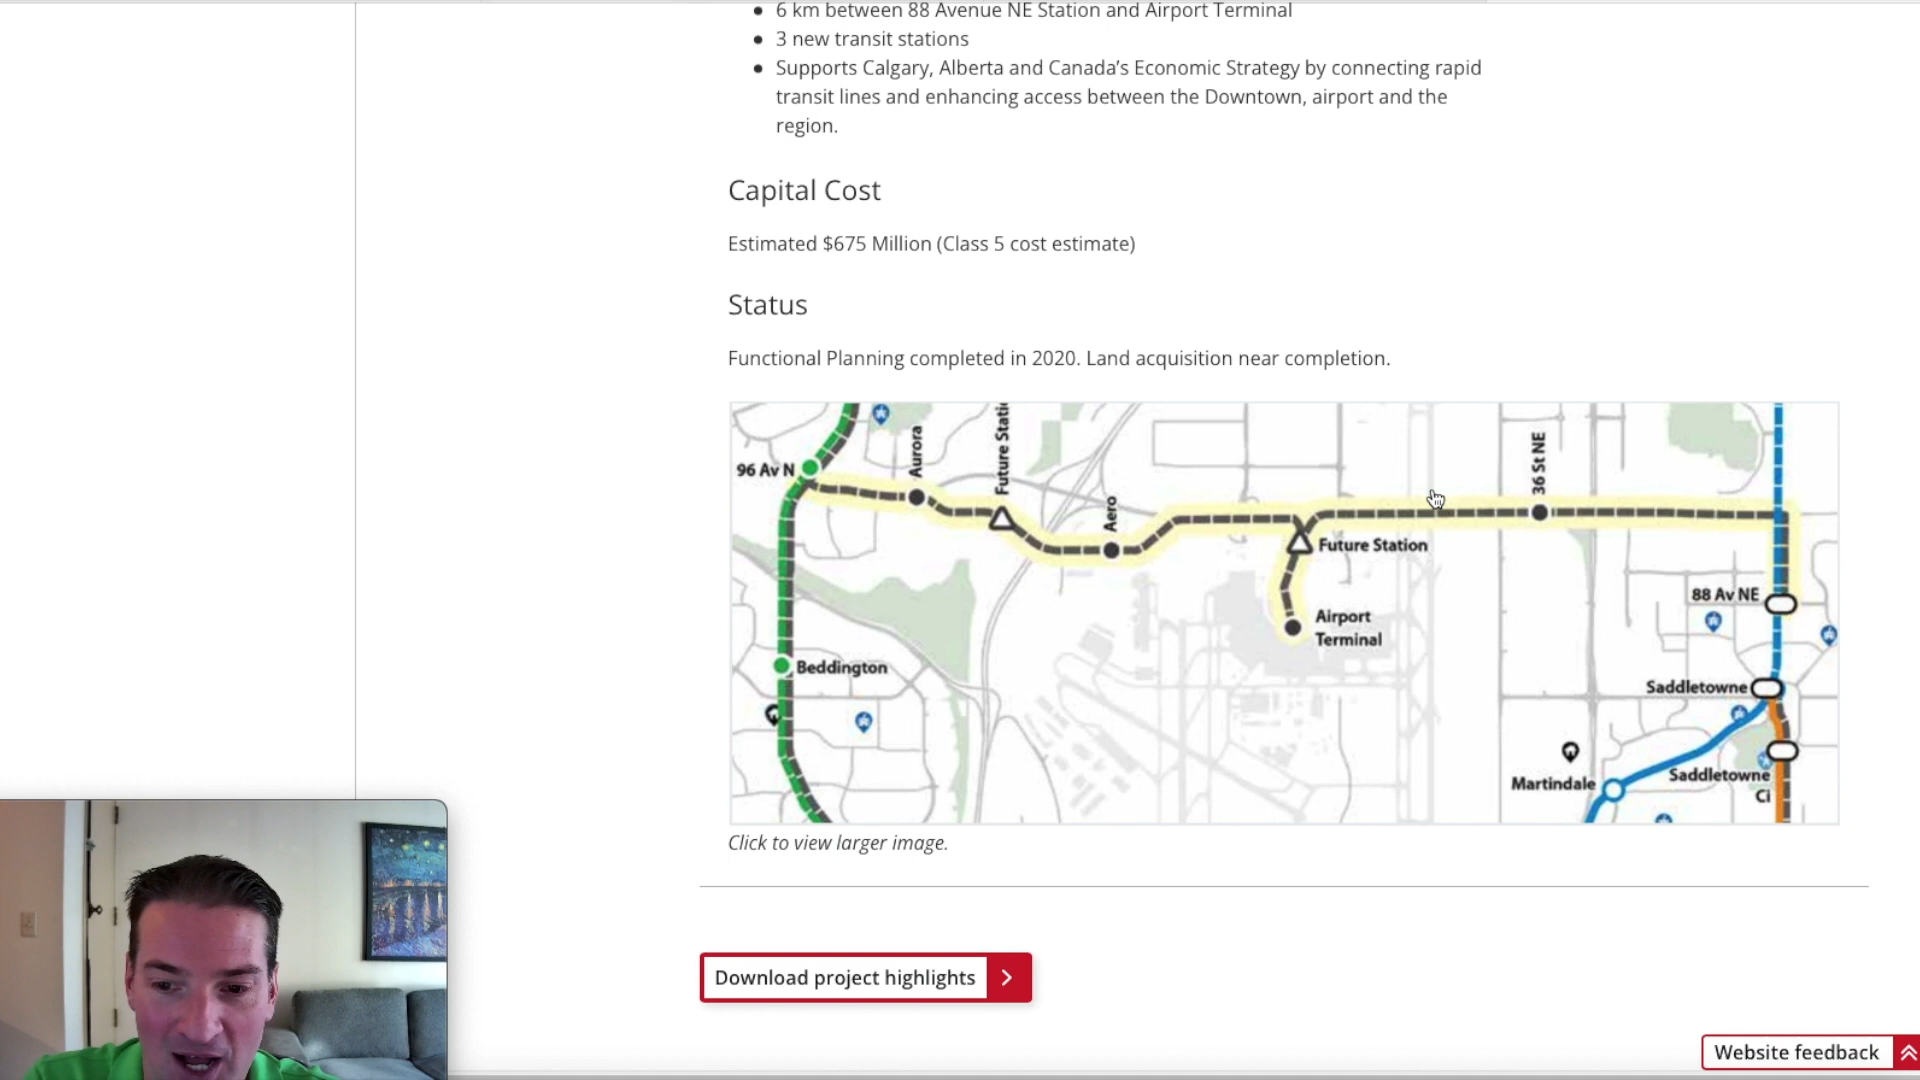 6 km between 88 Avenue NE Station and Airport Terminal
3 new transit stations
Supports Calgary, Alberta and Canada’s Economic Strategy by connecting rapid
transit lines and enhancing access between the Downtown, airport and the
region.
Capital Cost
Estimated $675 Million (Class 5 cost estimate)
Status
Functional Planning completed in 2020. Land acquisition near completion.
96 Av N
Aurora
Future Stati
Aero
36 St NE
Future Station
Airport
Terminal
88 Av NE
Beddington
Saddletowne
Martindale
Saddletowne
Ci
Click to view larger image.
Download project highlights
Website feedback